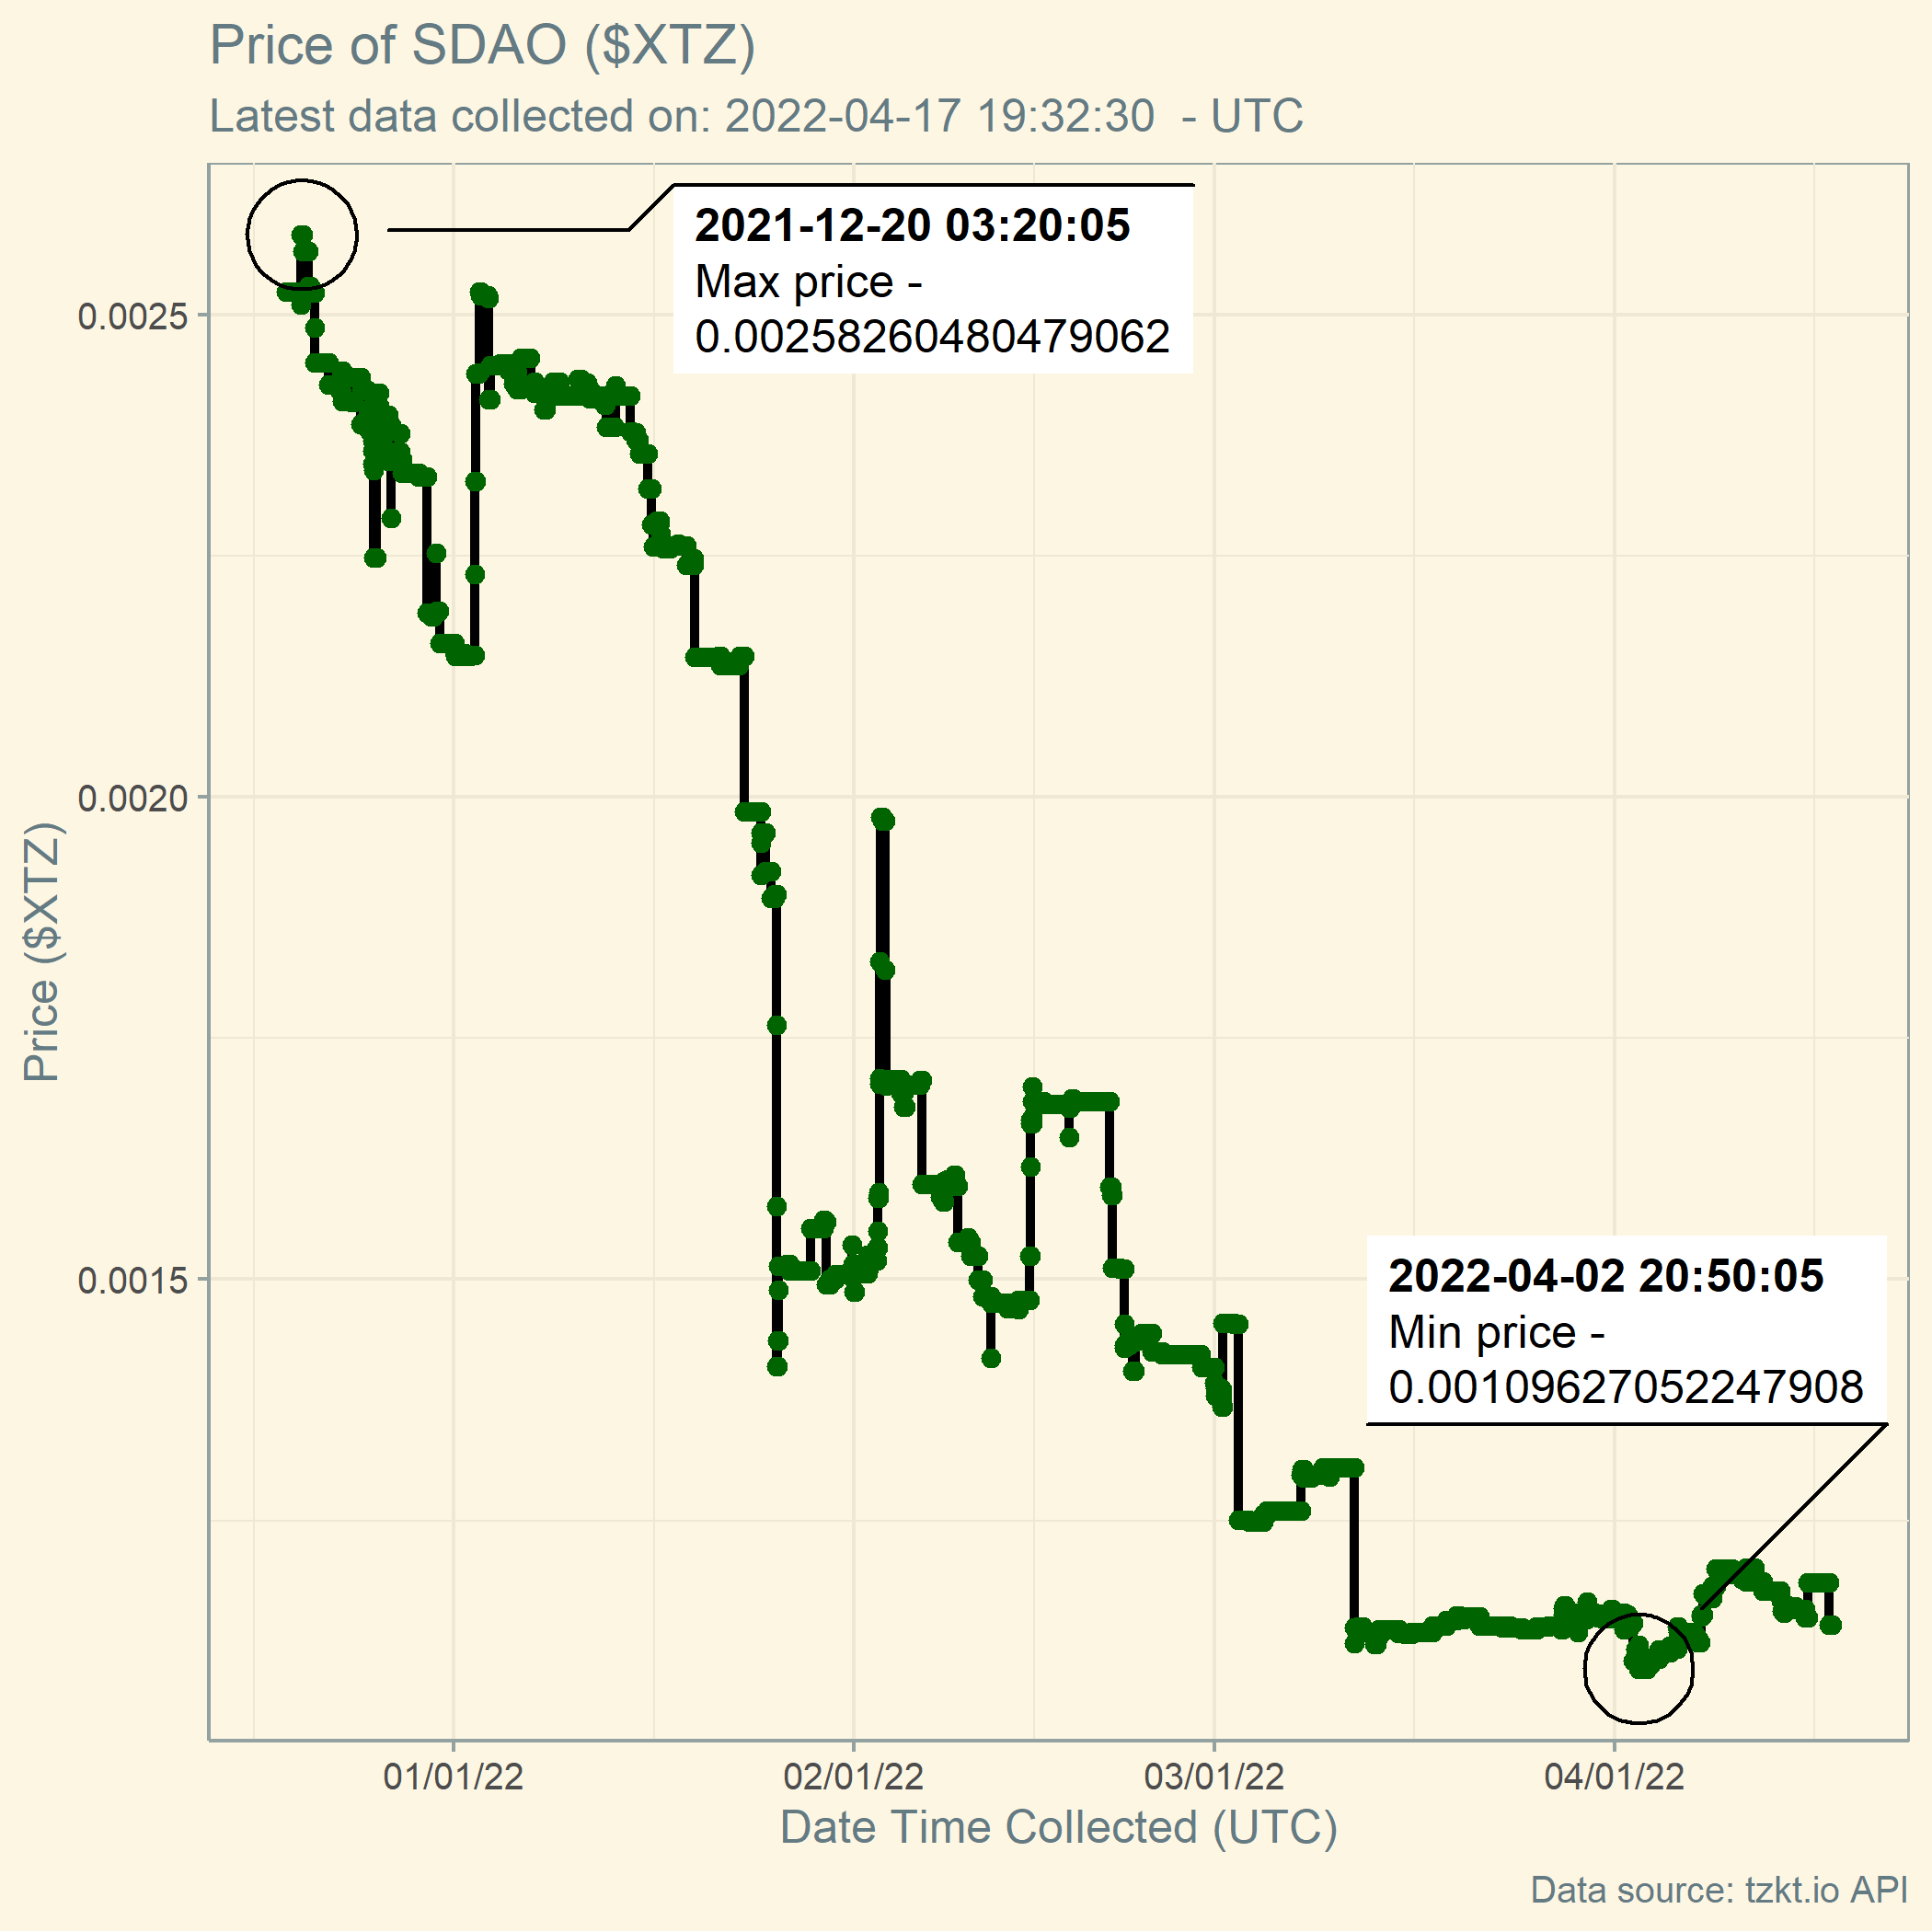 Price of SDAO ($XTZ)
Latest data collected on: 2022-04-17 19:32:30  - UTC
2021-12-20 03:20:05
Max price -
0.00258260480479062
0.0025
0.0020
0.0015
Price ($XTZ)
2022-04-02 20:50:05
Min price -
0.00109627052247908
01/01/22
02/01/22
03/01/22
04/01/22
Date Time Collected (UTC)
Data source: tzkt.io API